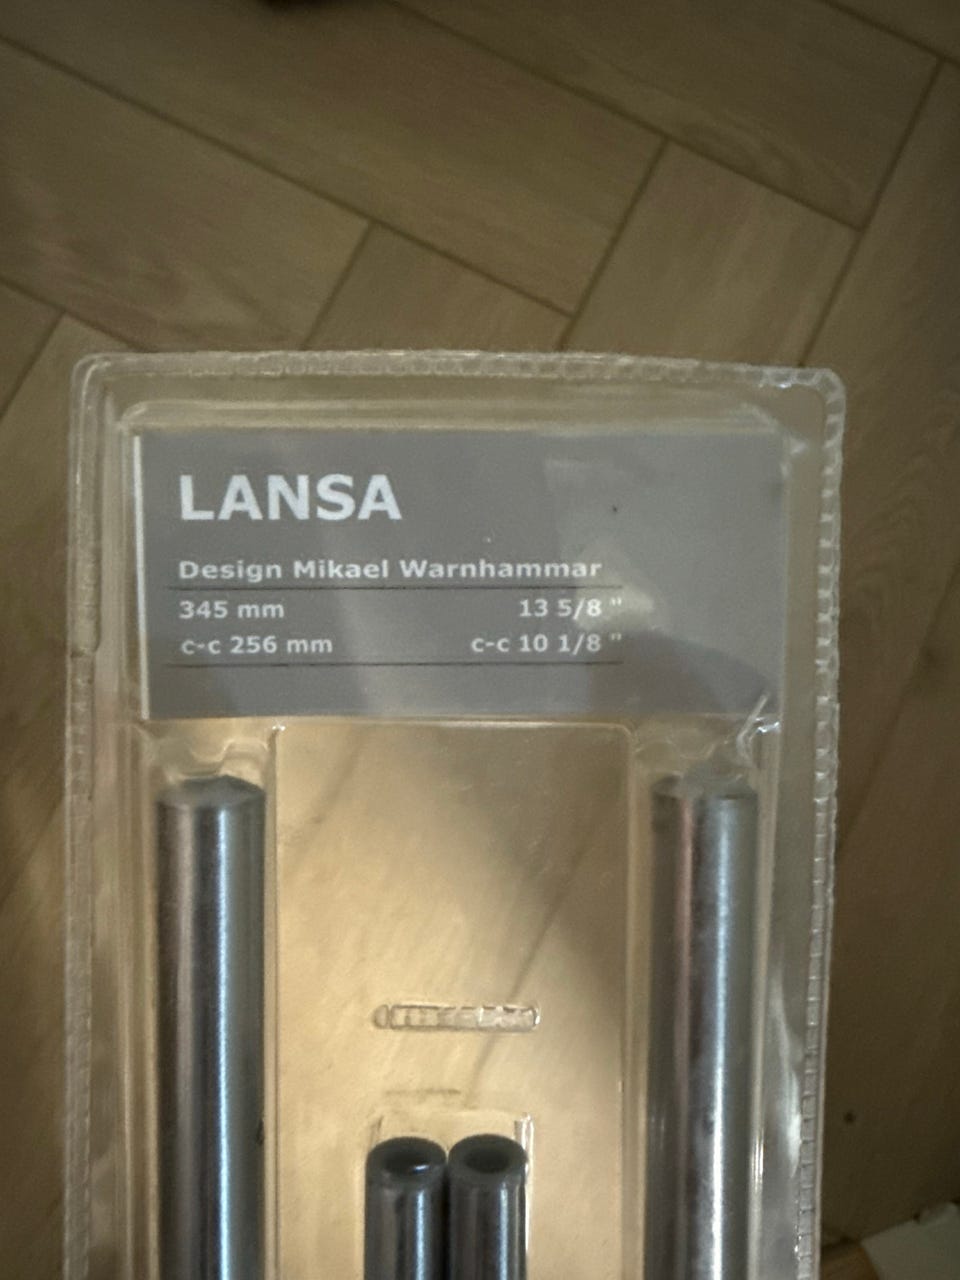 LANSA
Design Mikael Warnhammar
345 mm 13 5/8 "
c-c 256 mm c-c 10 1/8 "